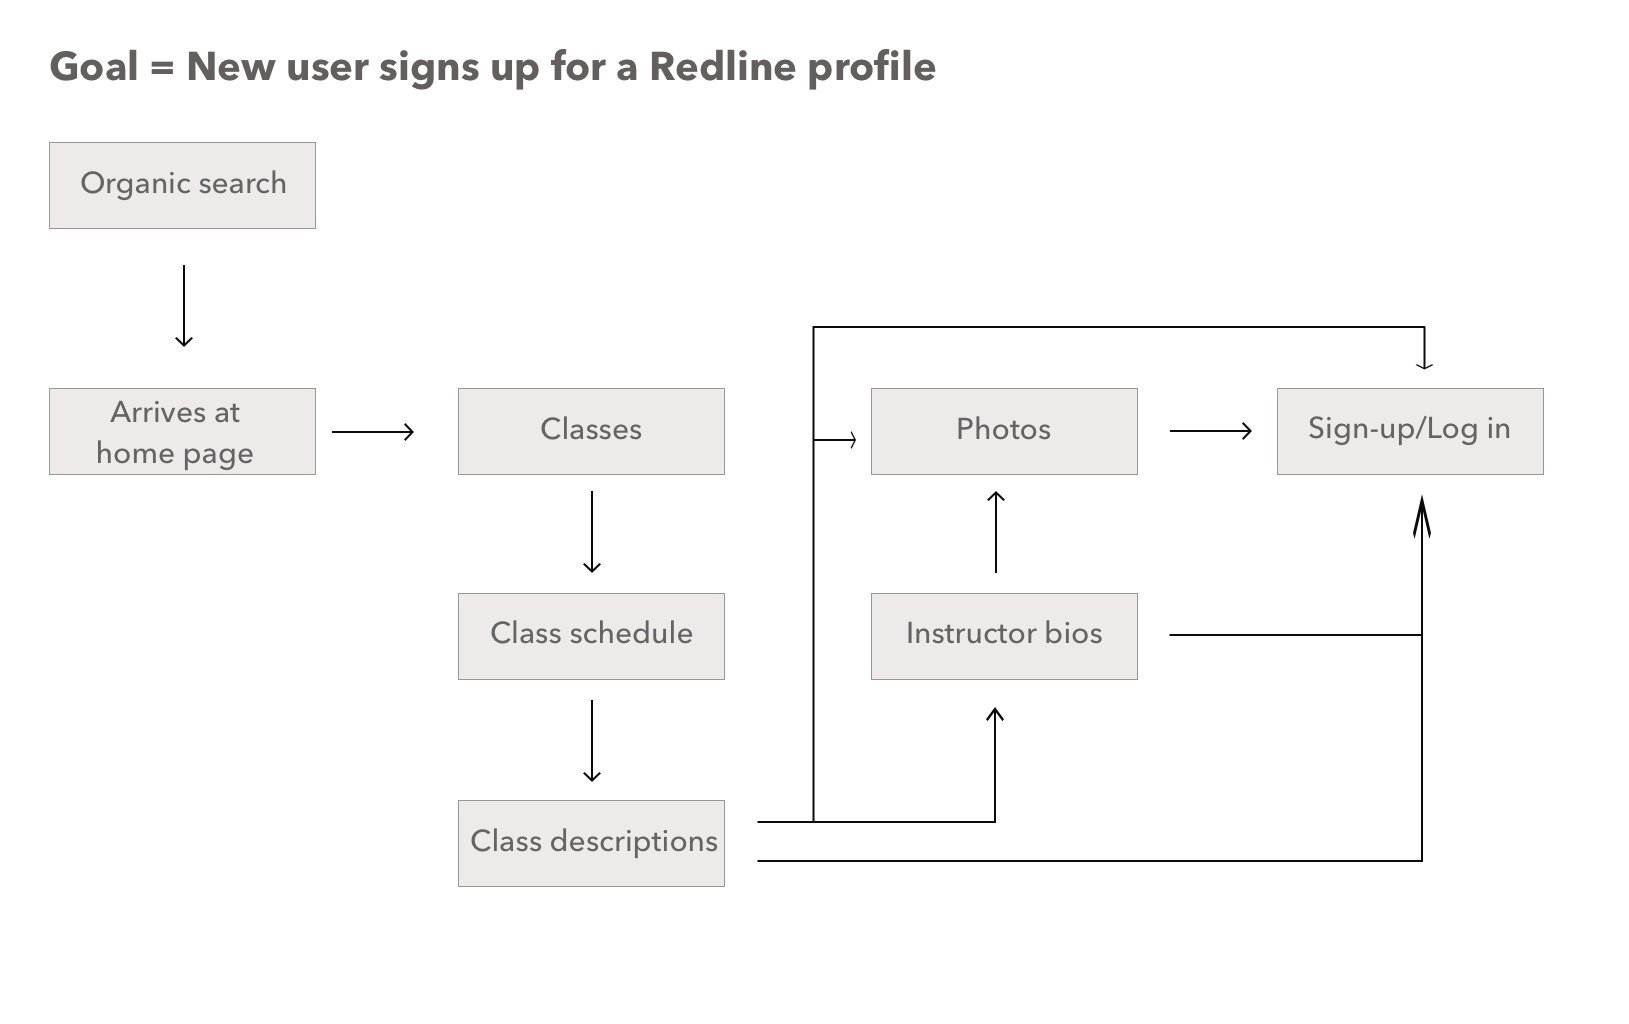 Goal = New user signs up for a Redline profile
Organic search
Arrives at
home page
Classes
Photos
Sign-up/Log in
Class schedule
Instructor bios
Class descriptions